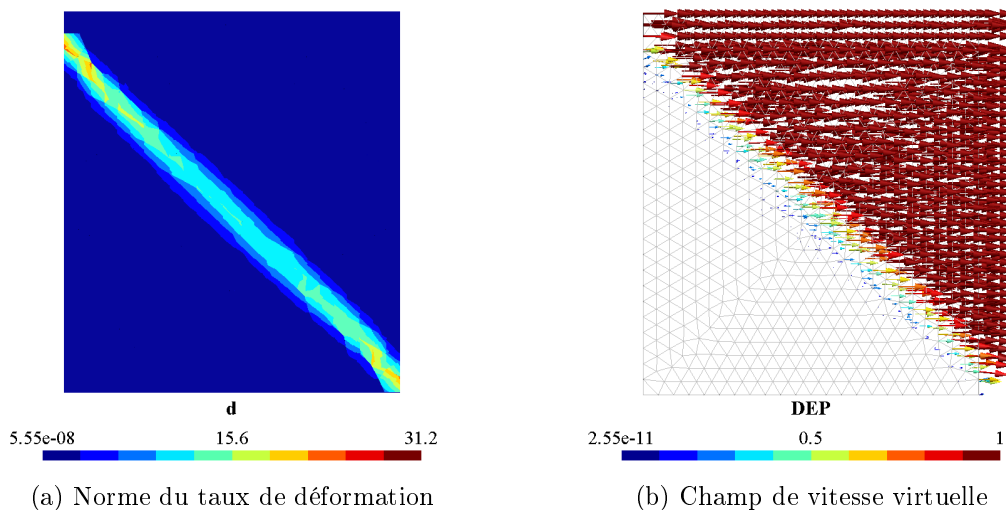 d
5.55e-08 15.6 31.2
(a) Norme du taux de déformation
DEP
2.55e-11 0.5 1
(b) Champ de vitesse virtuelle